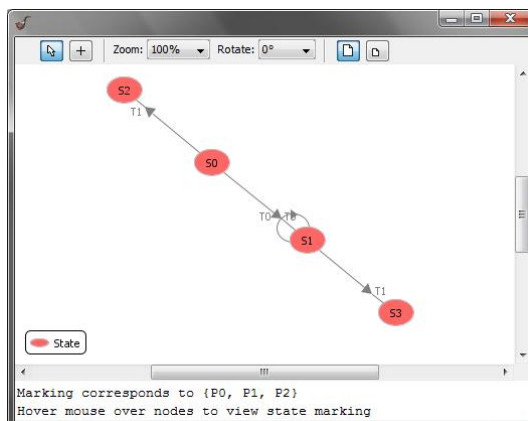 Zoom: 100% Rotate: 0°
S2
T1
S0
T0 T0
S1
T1
S3
State
Marking corresponds to {P0, P1, P2}
Hover mouse over nodes to view state marking